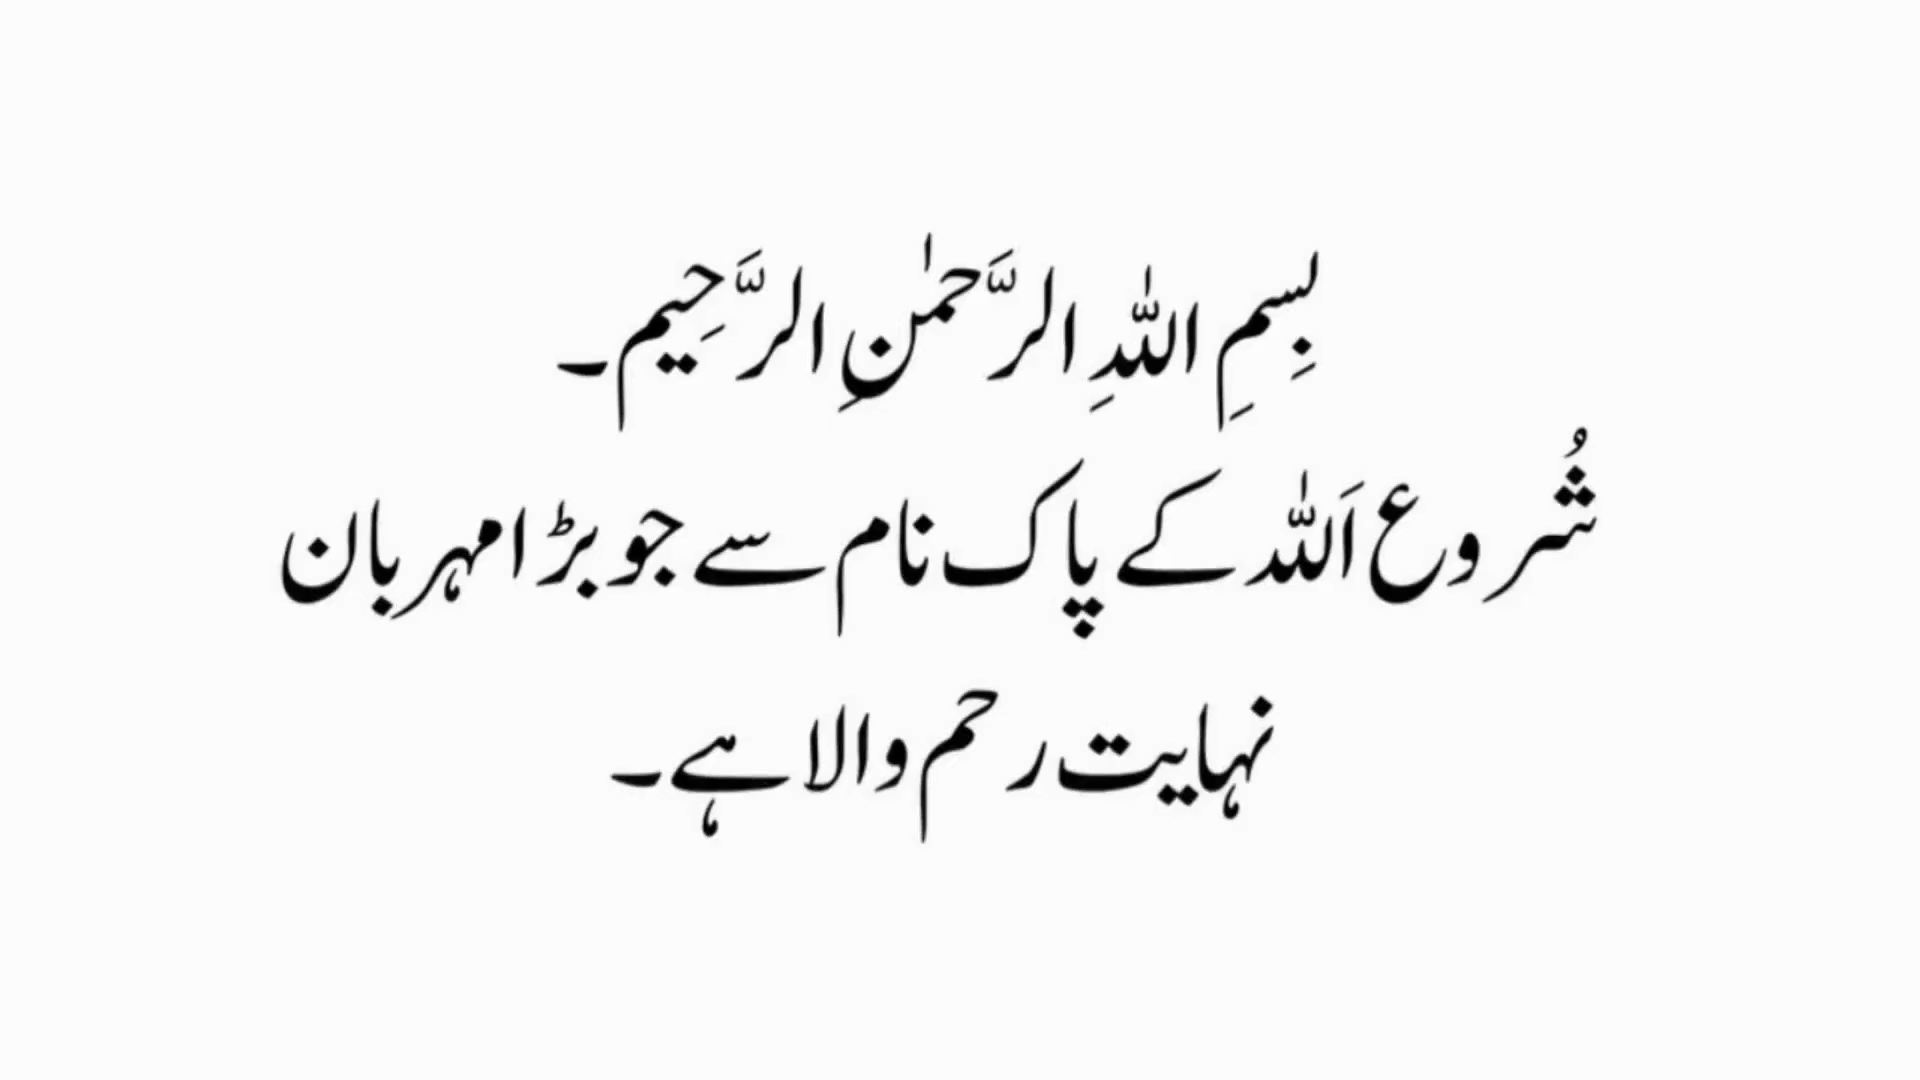 بِسمِ اللّٰہِ الرَّحمٰنِ الرَّحِیم۔
شُروع اَللّٰہ کے پاک نام سے جو بڑا مہربان
نہایت رحم والا ہے۔